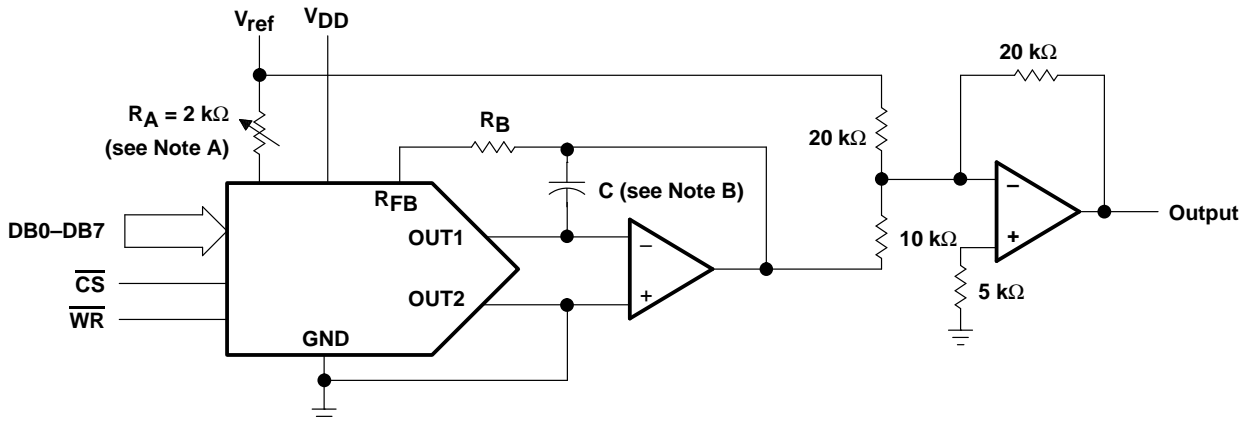 Vref
VDD
20 kΩ
RA = 2 kΩ
(see Note A)
RB
20 kΩ
C (see Note B)
RFB
DB0–DB7
OUT1
–
–
Output
10 kΩ
+
CS
OUT2
+
5 kΩ
WR
GND